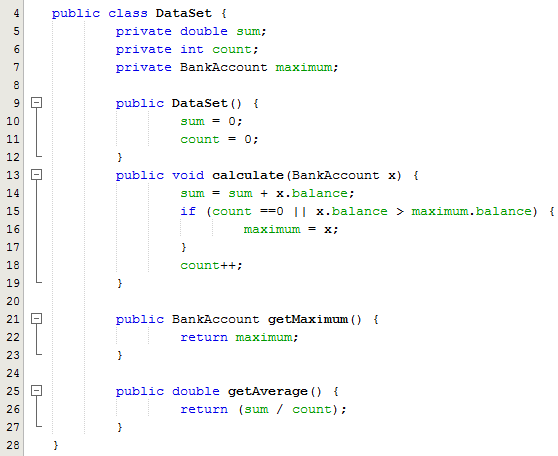 4 public class DataSet {
5 private double sum;
6 private int count;
7 private BankAccount maximum;
8
9 public DataSet() {
10 sum = 0;
11 count = 0;
12 }
13 public void calculate(BankAccount x) {
14 sum = sum + x.balance;
15 if (count ==0 || x.balance > maximum.balance) {
16 maximum = x;
17 }
18 count++;
19 }
20
21 public BankAccount getMaximum() {
22 return maximum;
23 }
24
25 public double getAverage() {
26 return (sum / count);
27 }
28 }